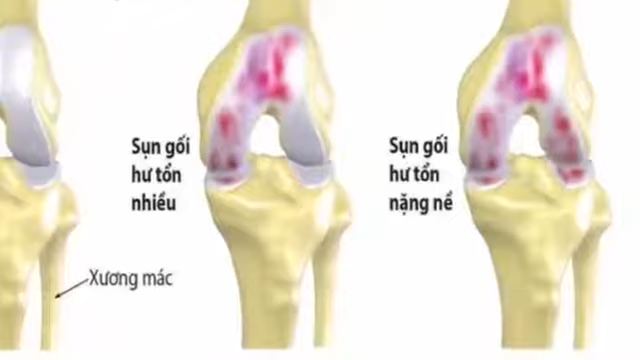 Sụn gối
hư tổn
nhiều
Sụn gối
hư tổn
nặng nề
Xương mác